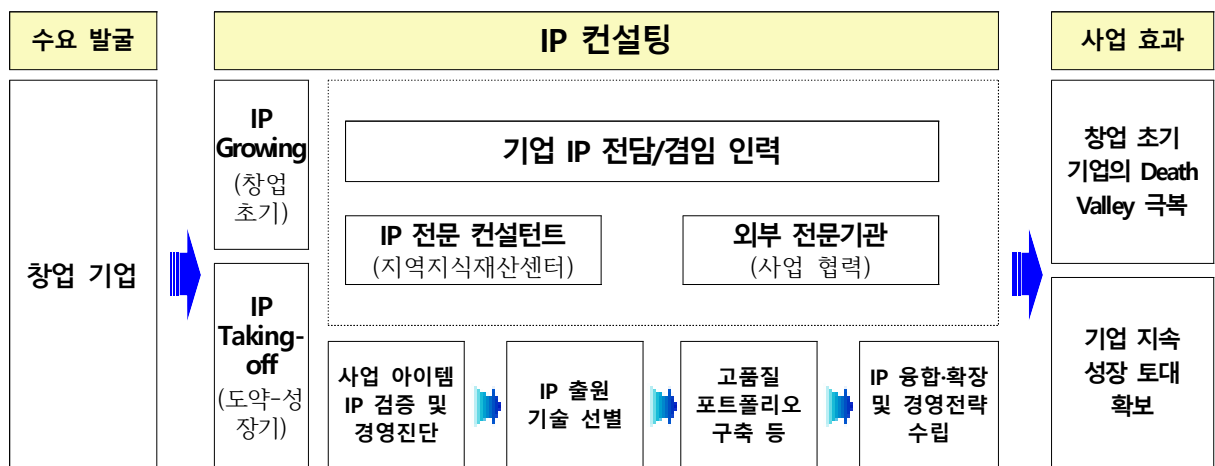 수요 발굴
IP 컨설팅
사업 효과
창업 기업
IP
Growing
(창업
초기)
IP
Taking-
off
(도약-성
장기)
기업 IP 전담/겸임 인력
IP 전문 컨설턴트
(지역지식재산센터)
외부 전문기관
(사업 협력)
사업 아이템
IP 검증 및
경영진단
IP 출원
기술 선별
고품질
포트폴리오
구축 등
IP 융합·확장
및 경영전략
수립
창업 초기
기업의 Death
Valley 극복
기업 지속
성장 토대
확보